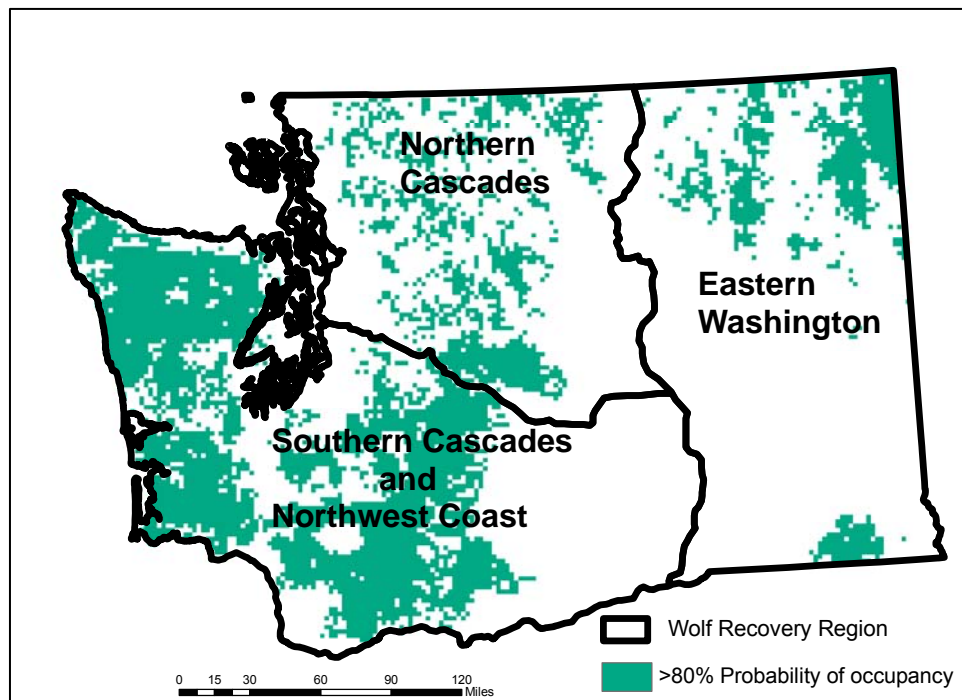 Northern
Cascades
Eastern
Washington
Southern Cascades
and
Northwest Coast
Wolf Recovery Region
>80% Probability of occupancy
0 15 30 60 90 120
Miles